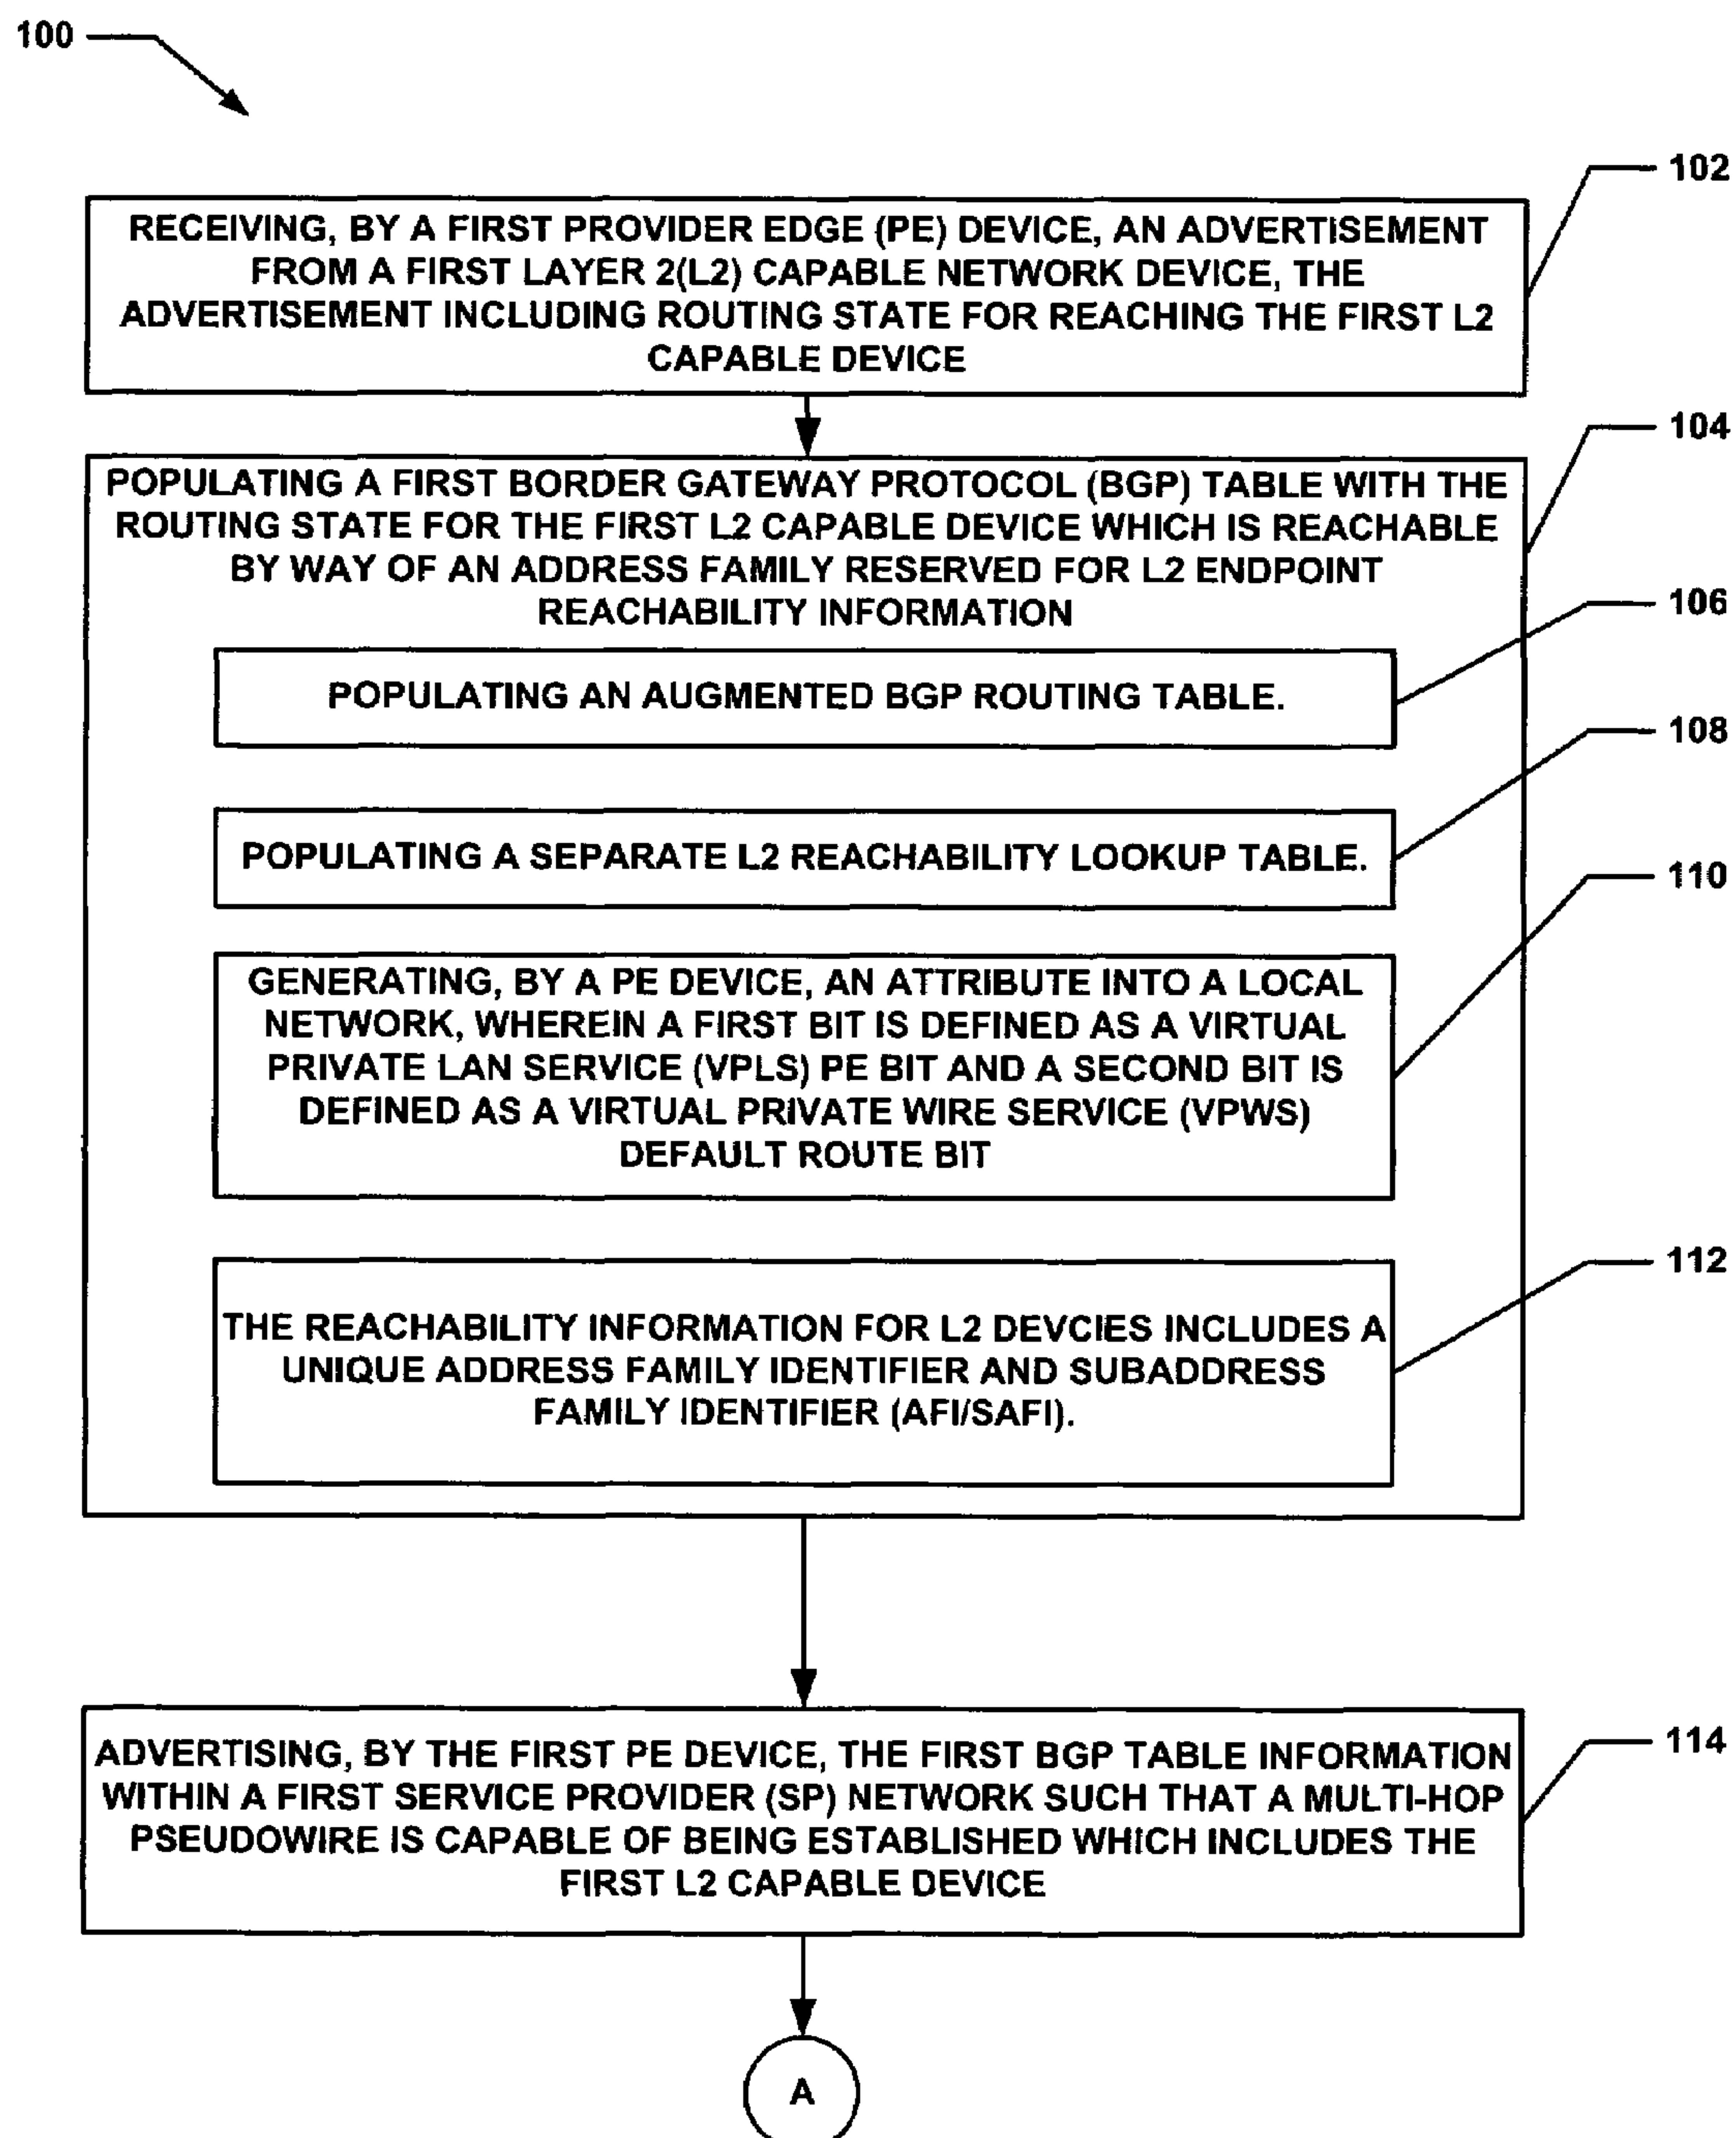 100
102
RECEIVING, BY A FIRST PROVIDER EDGE (PE) DEVICE, AN ADVERTISEMENT
FROM A FIRST LAYER 2(L2) CAPABLE NETWORK DEVICE, THE
ADVERTISEMENT INCLUDING ROUTING STATE FOR REACHING THE FIRST L2
CAPABLE DEVICE
104
POPULATING A FIRST BORDER GATEWAY PROTOCOL (BGP) TABLE WITH THE
ROUTING STATE FOR THE FIRST L2 CAPABLE DEVICE WHICH IS REACHABLE
BY WAY OF AN ADDRESS FAMILY RESERVED FOR L2 ENDPOINT
REACHABILITY INFORMATION
106
POPULATING AN AUGMENTED BGP ROUTING TABLE.
108
POPULATING A SEPARATE L2 REACHABILITY LOOKUP TABLE.
110
GENERATING, BY A PE DEVICE, AN ATTRIBUTE INTO A LOCAL
NETWORK, WHEREIN A FIRST BIT IS DEFINED AS A VIRTUAL
PRIVATE LAN SERVICE (VPLS) PE BIT AND A SECOND BIT IS
DEFINED AS A VIRTUAL PRIVATE WIRE SERVICE (VPWS)
DEFAULT ROUTE BIT
112
THE REACHABILITY INFORMATION FOR L2 DEVCIES INCLUDES A
UNIQUE ADDRESS FAMILY IDENTIFIER AND SUBADDRESS
FAMILY IDENTIFIER (AFI/SAFI).
114
ADVERTISING, BY THE FIRST PE DEVICE, THE FIRST BGP TABLE INFORMATION
WITHIN A FIRST SERVICE PROVIDER (SP) NETWORK SUCH THAT A MULTI-HOP
PSEUDOWIRE IS CAPABLE OF BEING ESTABLISHED WHICH INCLUDES THE
FIRST L2 CAPABLE DEVICE
A